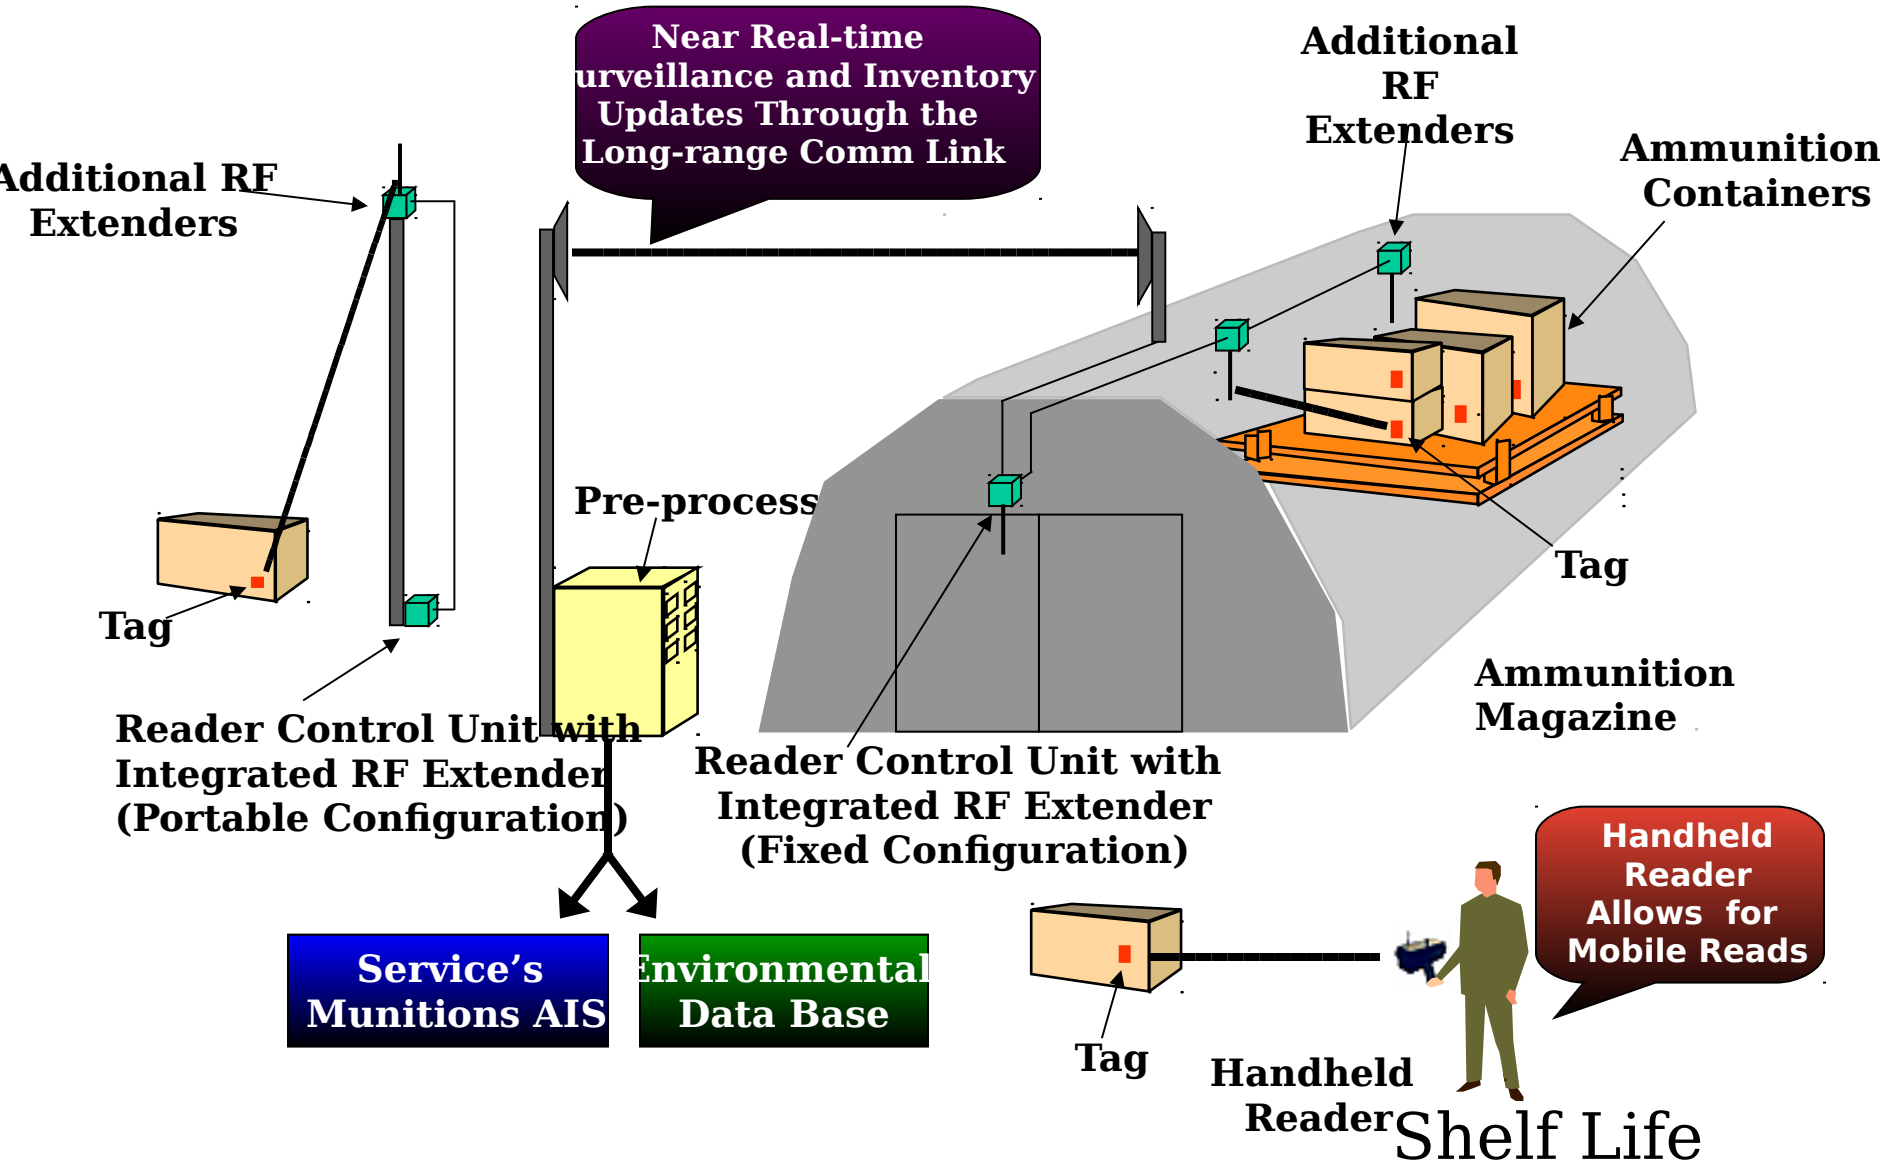 Near Real-time
urveillance and Inventory
Updates Through the
Long-range Comm Link
Additional
RF
Extenders
Ammunition
Containers
Additional RF
Extenders
Pre-process
Tag
Tag
Ammunition
Magazine
Reader Control Unit with
Integrated RF Extender
(Portable Configuration)
Reader Control Unit with
Integrated RF Extender
(Fixed Configuration)
Handheld
Reader
Allows for
Mobile Reads
Service’s
Munitions AIS
Environmental
Data Base
Tag
Handheld
Reader
Shelf Life